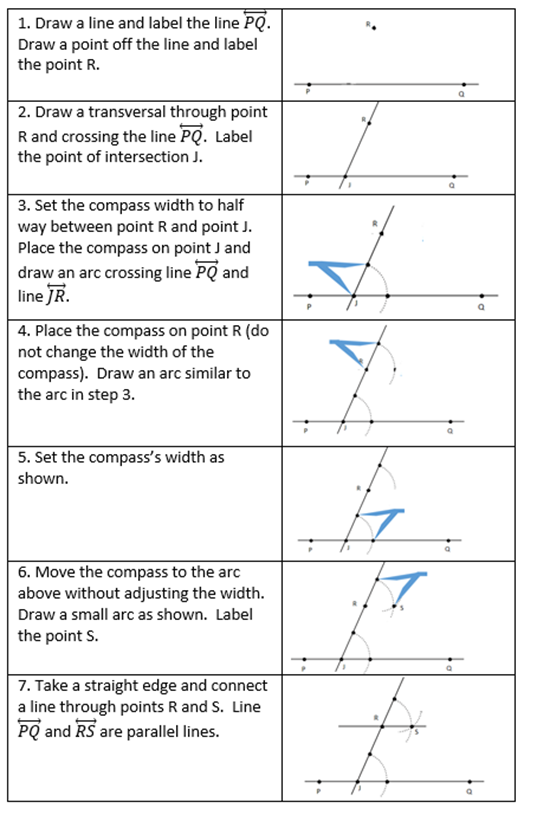 1. Draw a line and label the line PQ.
Draw a point off the line and label
the point R.
R
P
Q
2. Draw a transversal through point
R and crossing the line PQ. Label
the point of intersection J.
R
P
J
Q
3. Set the compass width to half
way between point R and point J.
Place the compass on point J and
draw an arc crossing line PQ and
line JR.
R
P
J
Q
4. Place the compass on point R (do
not change the width of the
compass). Draw an arc similar to
the arc in step 3.
R
P
J
Q
5. Set the compass's width as
shown.
R
P
J
Q
6. Move the compass to the arc
above without adjusting the width.
Draw a small arc as shown. Label
the point S.
R
S
P
J
Q
7. Take a straight edge and connect
a line through points R and S. Line
PQ and RS are parallel lines.
R
S
P
J
Q